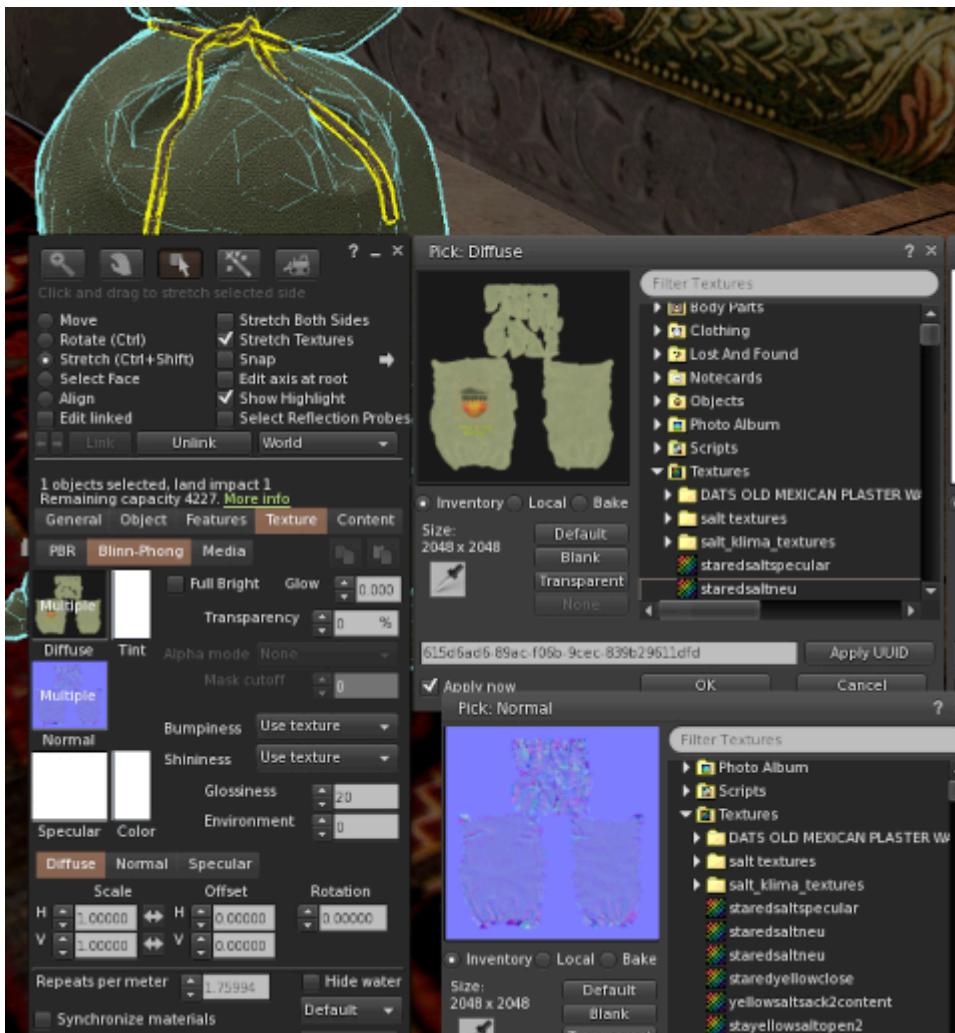 ? _ ×
Click and drag to stretch selected side
Move
Stretch Both Sides
Rotate (Ctrl)
Stretch Textures
Stretch (Ctrl+Shift)
Snap
Select Face
Edit axis at root
Align
Show Highlight
Edit linked
Select Reflection Probes
Link
Unlink
World
1 objects selected, land impact 1
Remaining capacity 4227. More info
General Object Features Texture Content
PBR Blinn-Phong Media
Multiple
Full Bright Glow 0.000
Transparency 0 %
Diffuse Tint
Alpha mode None
Mask cutoff 0
Multiple
Normal
Bumpiness Use texture
Shininess Use texture
Glossiness 20
Environment 0
Specular Color
Diffuse Normal Specular
Scale Offset Rotation
H 1.00000 H 0.00000 0.00000
V 1.00000 V 0.00000
Repeats per meter 1.75994
Hide water
Synchronize materials
Default
Pick: Diffuse ? ×
Filter Textures
Body Parts
Clothing
Lost And Found
Notecards
Objects
Photo Album
Scripts
Textures
DATS OLD MEXICAN PLASTER WA
salt textures
salt_klima_textures
staredsaltspecular
staredsaltneu
Inventory Local Bake
Size:
2048 x 2048
Default
Blank
Transparent
None
615d6ad6-89ac-f06b-9cec-839b29611dfd
Apply UUID
Apply now
OK
Cancel
Pick: Normal ?
Filter Textures
Photo Album
Scripts
Textures
DATS OLD MEXICAN PLASTER WA
salt textures
salt_klima_textures
staredsaltspecular
staredsaltneu
staredsaltneu
staredyellowclose
yellowsaltsack2content
stayellowsaltopen2
Inventory Local Bake
Size:
2048 x 2048
Default
Blank